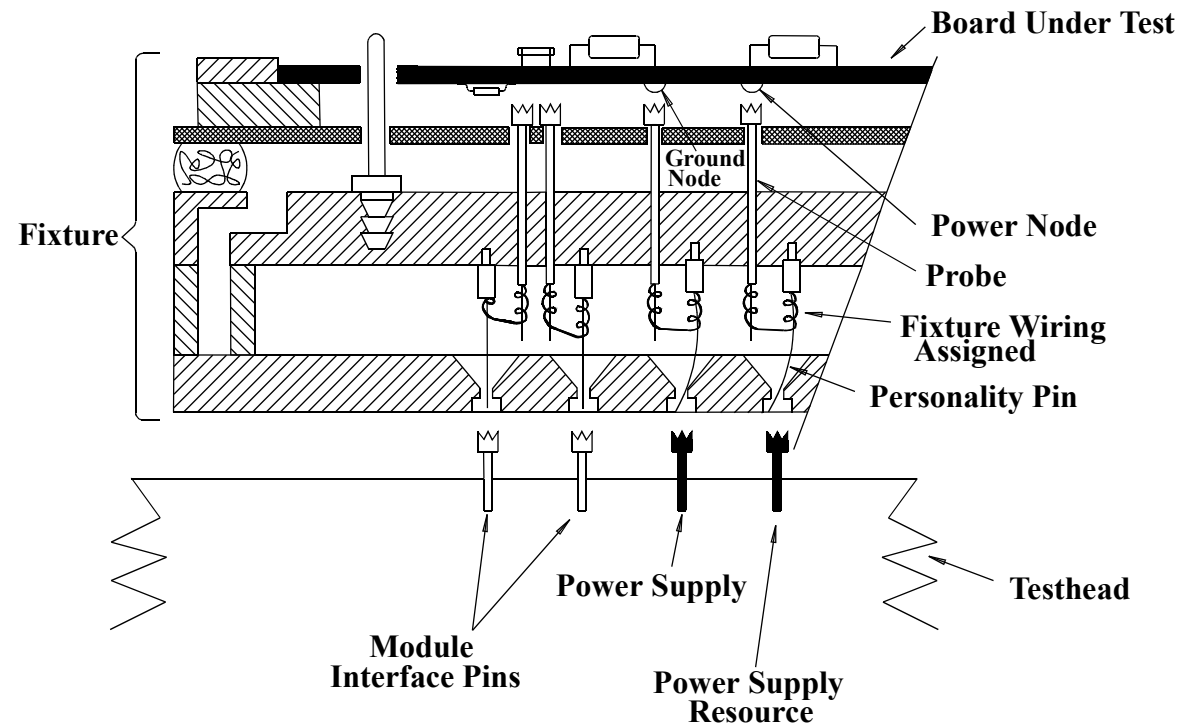 Board Under Test
Ground
Node
Fixture
Power Node
Probe
Fixture Wiring
Assigned
Personality Pin
Power Supply
Testhead
Module
Interface Pins
Power Supply
Resource